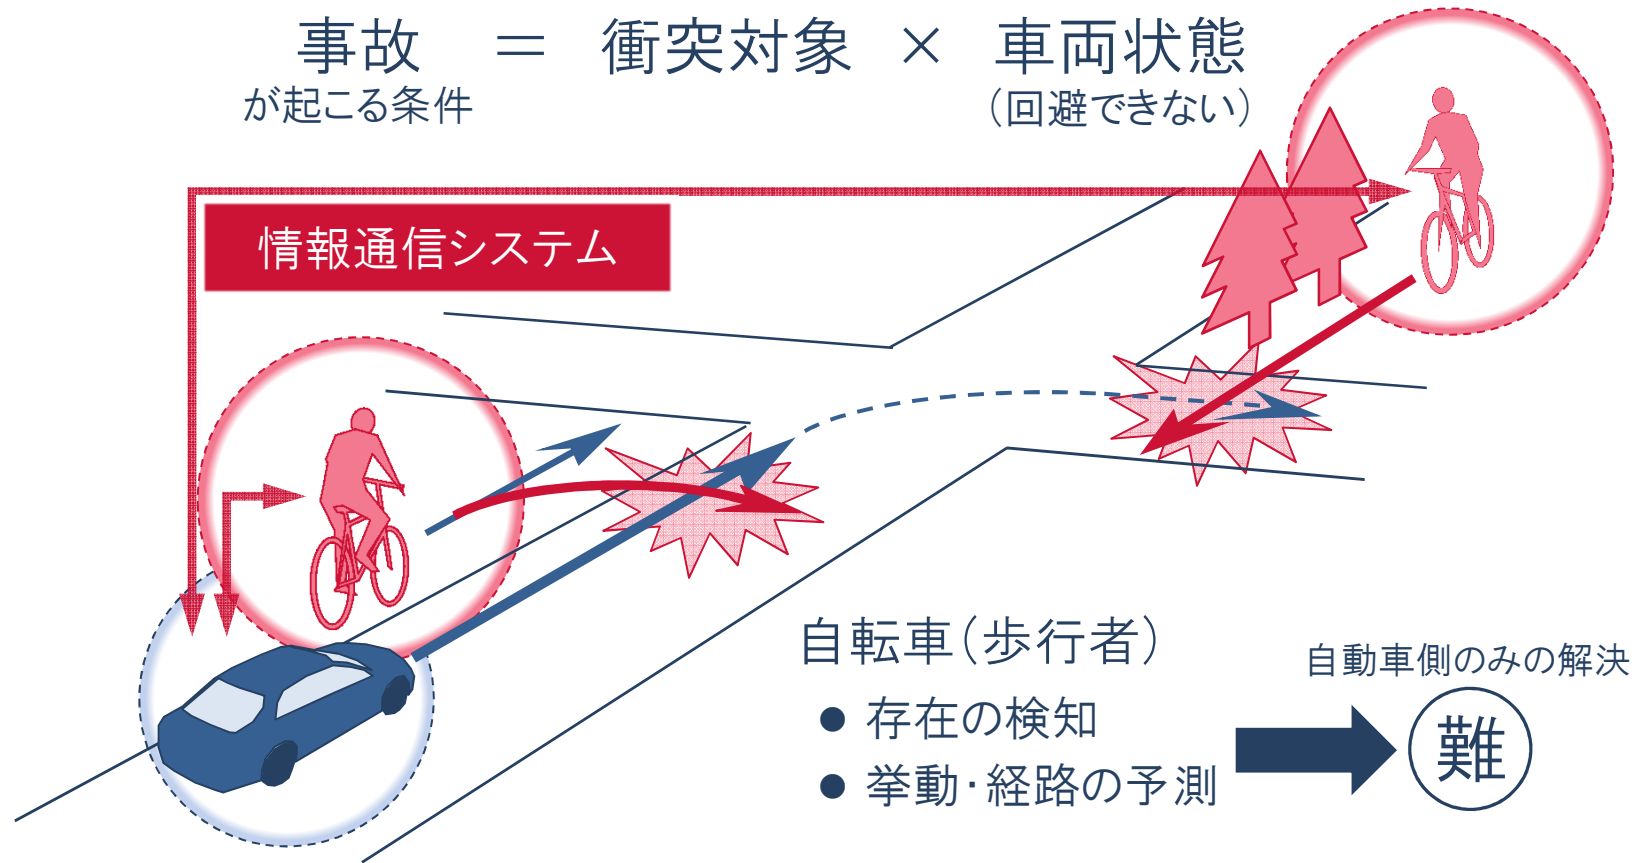 事故 = 衝突対象 × 車両状態
が起こる条件 (回避できない)
情報通信システム
自転車(歩行者)
● 存在の検知
● 挙動・経路の予測
自動車側のみの解決
難